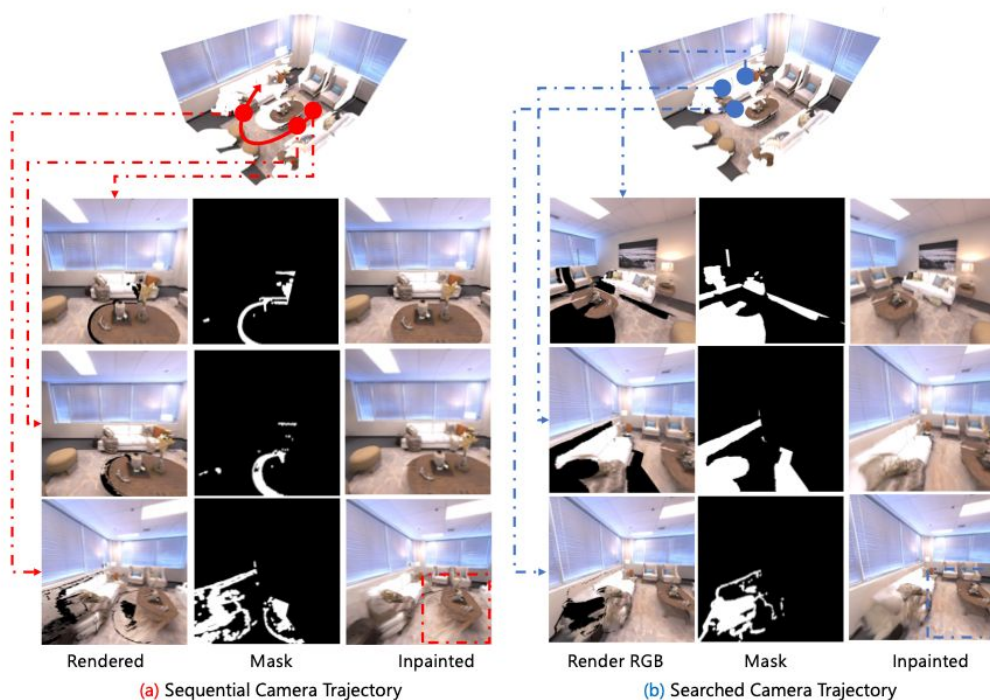 Rendered Mask Inpainted
(a) Sequential Camera Trajectory
Render RGB Mask Inpainted
(b) Searched Camera Trajectory